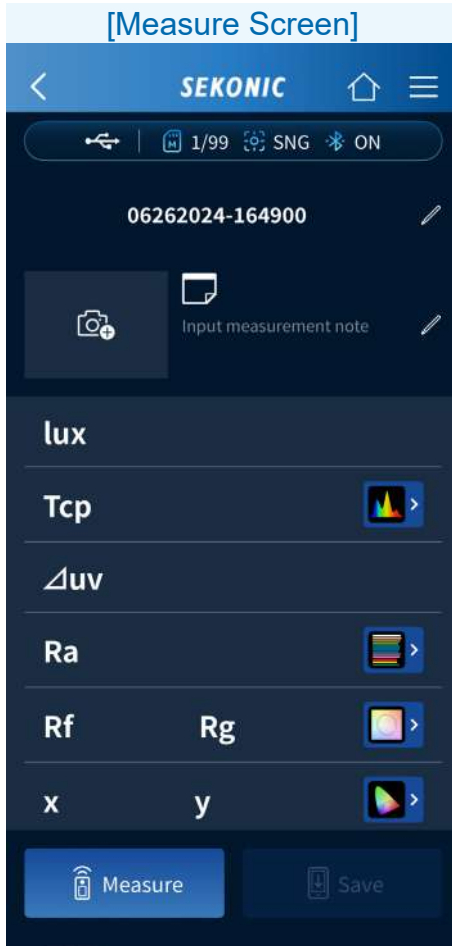 [Measure Screen]
SEKONIC
M 1/99 SNG ON
06262024-164900
Input measurement note
lux
Tcp
⊿uv
Ra
Rf Rg
x y
Measure Save